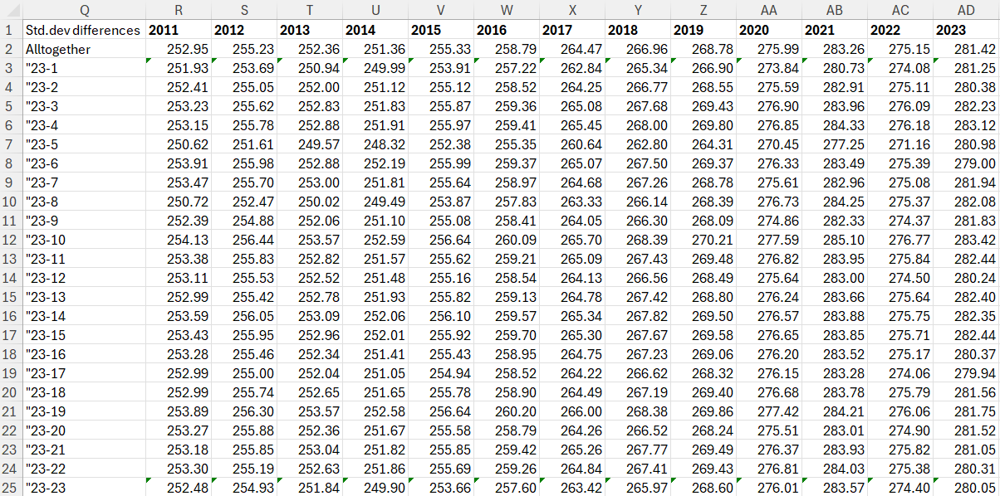 Q R S T U V W X Y Z AA AB AC AD
1 Std.dev differences 2011 2012 2013 2014 2015 2016 2017 2018 2019 2020 2021 2022 2023
2 Alltogether 252.95 255.23 252.36 251.36 255.33 258.79 264.47 266.96 268.78 275.99 283.26 275.15 281.42
3 "23-1 251.93 253.69 250.94 249.99 253.91 257.22 262.84 265.34 266.90 273.84 280.73 274.08 281.25
4 "23-2 252.41 255.05 252.00 251.12 255.12 258.52 264.25 266.77 268.55 275.59 282.91 275.11 280.38
5 "23-3 253.23 255.62 252.83 251.83 255.87 259.36 265.08 267.68 269.43 276.90 283.96 276.09 282.23
6 "23-4 253.15 255.78 252.88 251.91 255.97 259.41 265.45 268.00 269.80 276.85 284.33 276.18 283.12
7 "23-5 250.62 251.61 249.57 248.32 252.38 255.35 260.64 262.80 264.31 270.45 277.25 271.16 280.98
8 "23-6 253.91 255.98 252.88 252.19 255.99 259.37 265.07 267.50 269.37 276.33 283.49 275.39 279.00
9 "23-7 253.47 255.70 253.00 251.81 255.64 258.97 264.68 267.26 268.78 275.61 282.96 275.08 281.94
10 "23-8 250.72 252.47 250.02 249.49 253.87 257.83 263.33 266.14 268.39 276.73 284.25 275.37 282.08
11 "23-9 252.39 254.88 252.06 251.10 255.08 258.41 264.05 266.30 268.09 274.86 282.33 274.37 281.83
12 "23-10 254.13 256.44 253.57 252.59 256.64 260.09 265.70 268.39 270.21 277.59 285.10 276.77 283.42
13 "23-11 253.38 255.83 252.82 251.57 255.62 259.21 265.09 267.43 269.48 276.82 283.95 275.84 282.44
14 "23-12 253.11 255.53 252.52 251.48 255.16 258.54 264.13 266.56 268.49 275.64 283.00 274.50 280.24
15 "23-13 252.99 255.42 252.78 251.93 255.82 259.13 264.78 267.42 268.80 276.24 283.66 275.64 282.40
16 "23-14 253.59 256.05 253.09 252.06 256.10 259.57 265.34 267.82 269.50 276.57 283.88 275.75 282.35
17 "23-15 253.43 255.95 252.96 252.01 255.92 259.70 265.30 267.67 269.58 276.65 283.85 275.71 282.44
18 "23-16 253.28 255.46 252.34 251.41 255.43 258.95 264.75 267.23 269.06 276.20 283.52 275.17 280.37
19 "23-17 252.99 255.00 252.04 251.05 254.94 258.52 264.22 266.62 268.32 276.15 283.28 274.06 279.94
20 "23-18 252.99 255.74 252.65 251.65 255.78 258.90 264.49 267.19 269.40 276.68 283.78 275.79 281.56
21 "23-19 253.89 256.30 253.57 252.58 256.64 260.20 266.00 268.38 269.86 277.42 284.21 276.06 281.75
22 "23-20 253.27 255.88 252.36 251.67 255.58 258.79 264.26 266.52 268.24 275.51 283.01 274.90 281.52
23 "23-21 253.18 255.85 253.04 251.82 255.85 259.42 265.26 267.77 269.49 276.37 283.93 275.82 281.05
24 "23-22 253.30 255.19 252.63 251.86 255.69 259.26 264.84 267.41 269.43 276.81 284.03 275.38 280.31
25 "23-23 252.48 254.93 251.84 249.90 253.66 257.60 263.42 265.97 268.60 276.01 283.57 274.40 280.05